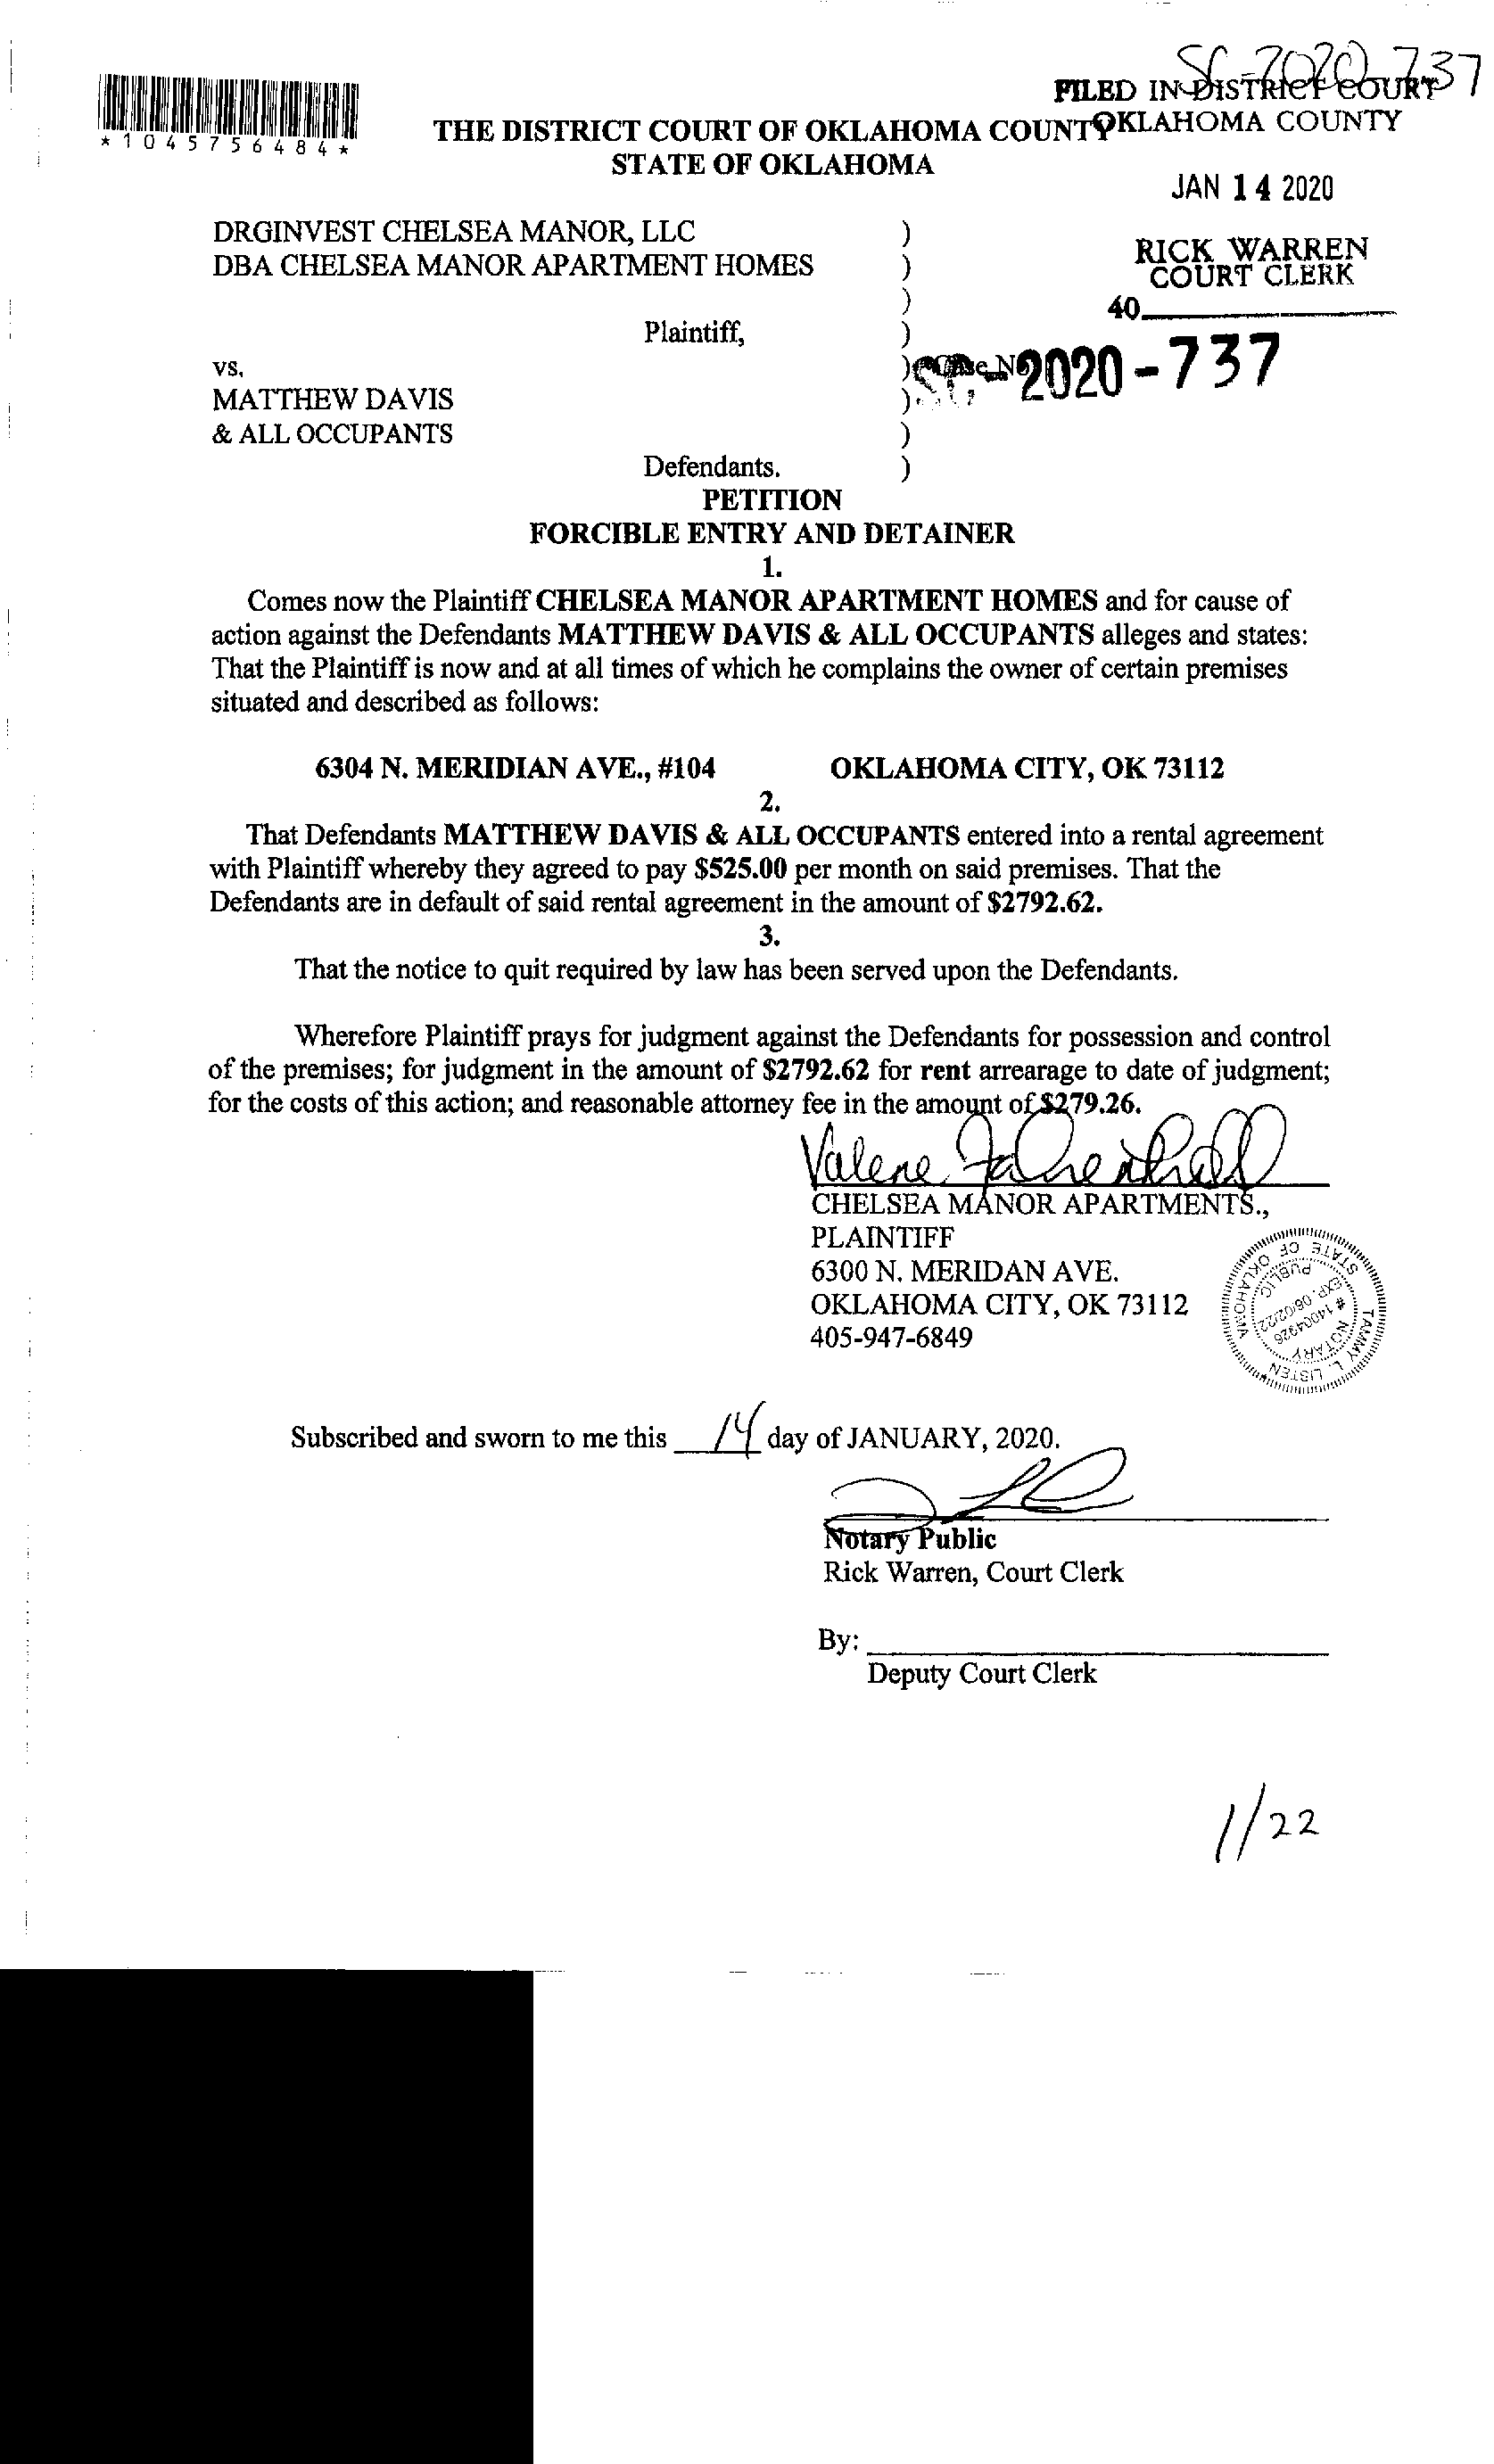 SC-2020-737
FILED IN DISTRICT COURT
*1045756484*
THE DISTRICT COURT OF OKLAHOMA COUNTY
OKLAHOMA COUNTY
STATE OF OKLAHOMA
JAN 14 2020
DRGINVEST CHELSEA MANOR, LLC )
DBA CHELSEA MANOR APARTMENT HOMES )
RICK WARREN
COURT CLERK
)
40
Plaintiff, )
vs. ) Case No
SC-2020-737
MATTHEW DAVIS )
& ALL OCCUPANTS )
Defendants. )
PETITION
FORCIBLE ENTRY AND DETAINER
1.
Comes now the Plaintiff CHELSEA MANOR APARTMENT HOMES and for cause of
action against the Defendants MATTHEW DAVIS & ALL OCCUPANTS alleges and states:
That the Plaintiff is now and at all times of which he complains the owner of certain premises
situated and described as follows:
6304 N. MERIDIAN AVE., #104 OKLAHOMA CITY, OK 73112
2.
That Defendants MATTHEW DAVIS & ALL OCCUPANTS entered into a rental agreement
with Plaintiff whereby they agreed to pay $525.00 per month on said premises. That the
Defendants are in default of said rental agreement in the amount of $2792.62.
3.
That the notice to quit required by law has been served upon the Defendants.
Wherefore Plaintiff prays for judgment against the Defendants for possession and control
of the premises; for judgment in the amount of $2792.62 for rent arrearage to date of judgment;
for the costs of this action; and reasonable attorney fee in the amount of $279.26.
Valene
CHELSEA MANOR APARTMENTS.,
PLAINTIFF
6300 N. MERIDAN AVE.
OKLAHOMA CITY, OK 73112
405-947-6849
TAMMY L. LISTEN
STATE OF OKLAHOMA
NOTARY PUBLIC
# 14004926
EXP. 06/02/22
Subscribed and sworn to me this 14 day of JANUARY, 2020.
Notary Public
Rick Warren, Court Clerk
By:
Deputy Court Clerk
1/22